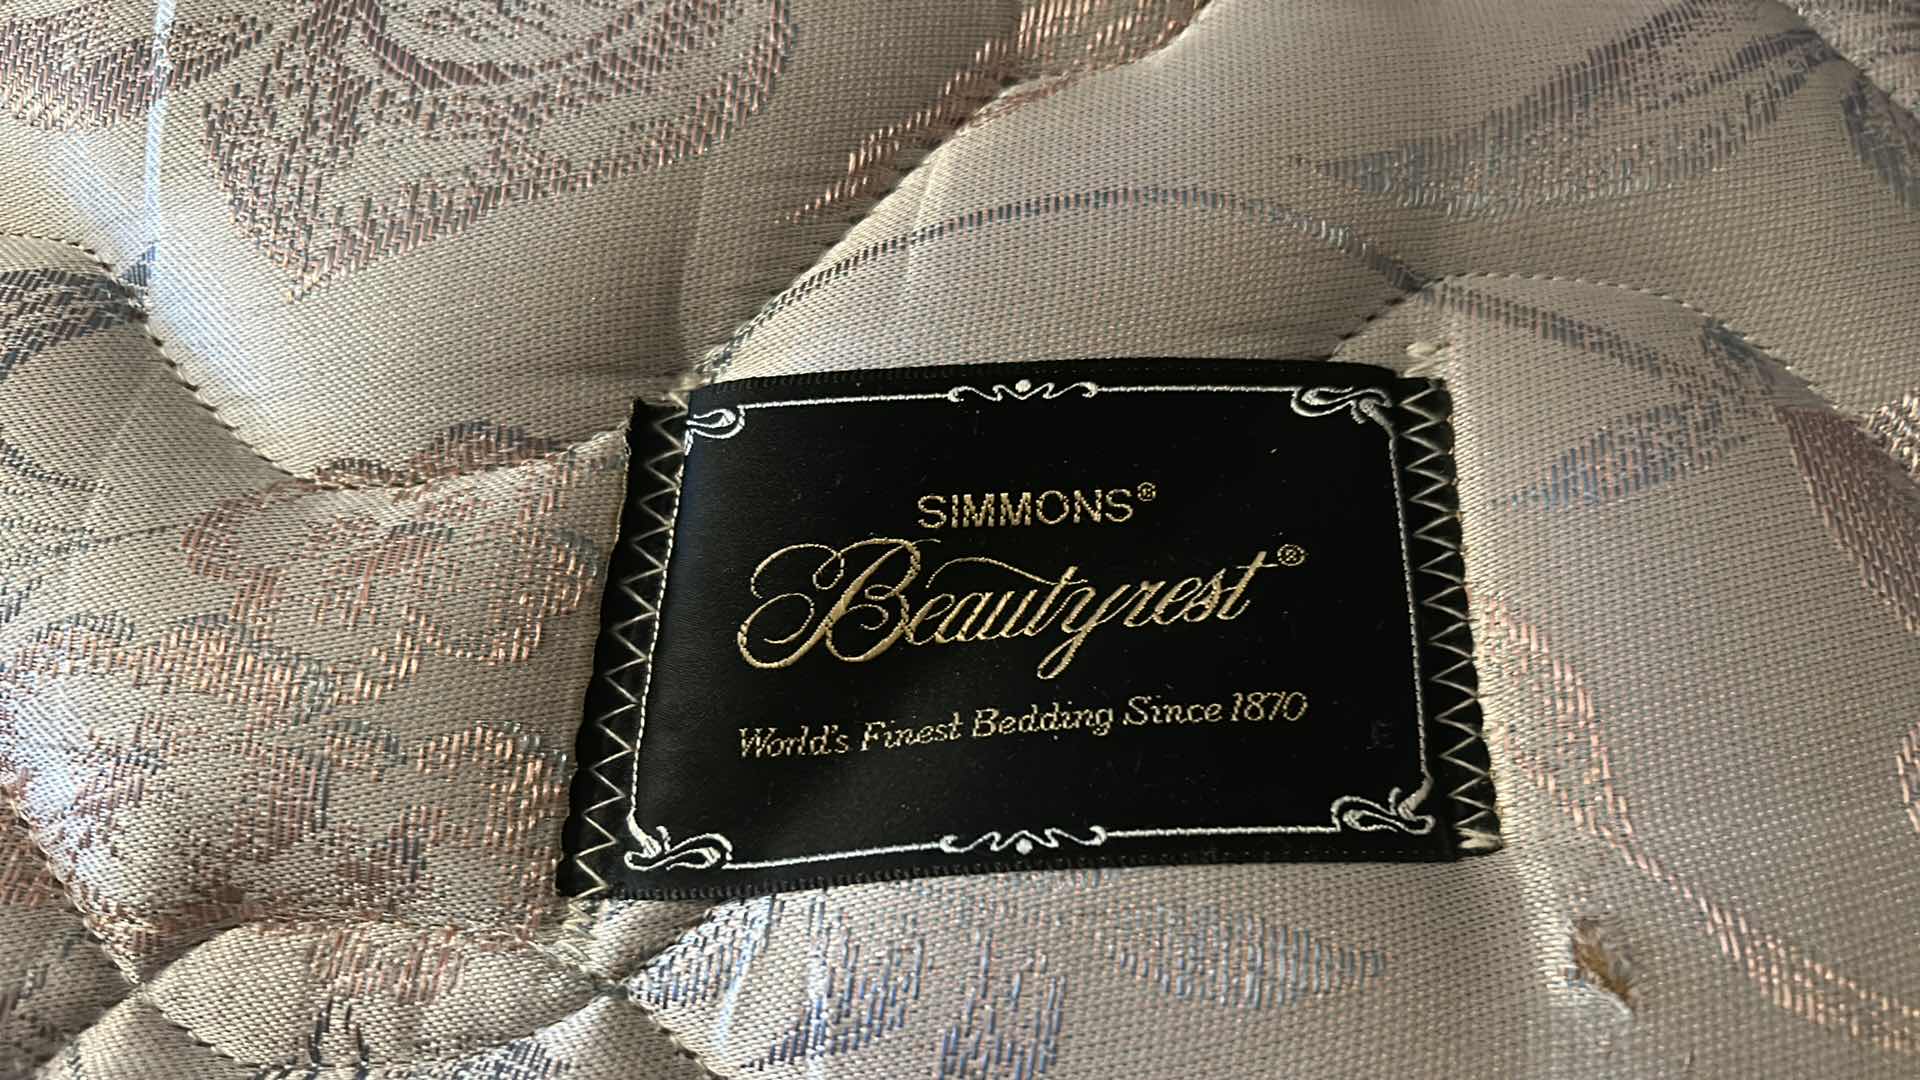 SIMMONS®
Beautyrest®
World's Finest Bedding Since 1870